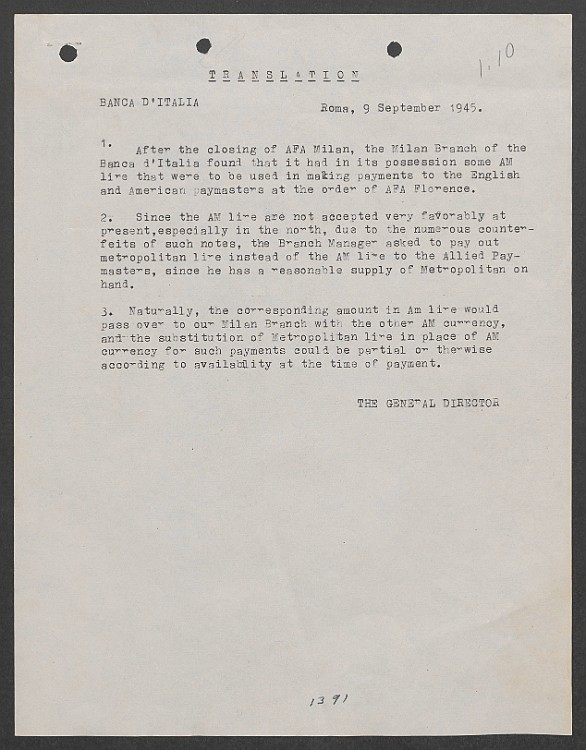 1.10
TRANSLATION
BANCA D'ITALIA
Roma, 9 September 1945.
1. After the closing of AFA Milan, the Milan Branch of the
Banca d'Italia found that it had in its possession some AM
lire that were to be used in making payments to the English
and American paymasters at the order of AFA Florence.
2. Since the AM lire are not accepted very favorably at
present,especially in the north, due to the numerous counter-
feits of such notes, the Branch Manager asked to pay out
metropolitan lire instead of the AM lire to the Allied Pay-
masters, since he has a reasonable supply of Metropolitan on
hand.
3. Naturally, the corresponding amount in Am lire would
pass over to our Milan Branch with the other AM currency,
and the substitution of Metropolitan lire in place of AM
currency for such payments could be partial or therwise
according to availability at the time of payment.
THE GENERAL DIRECTOR
1391